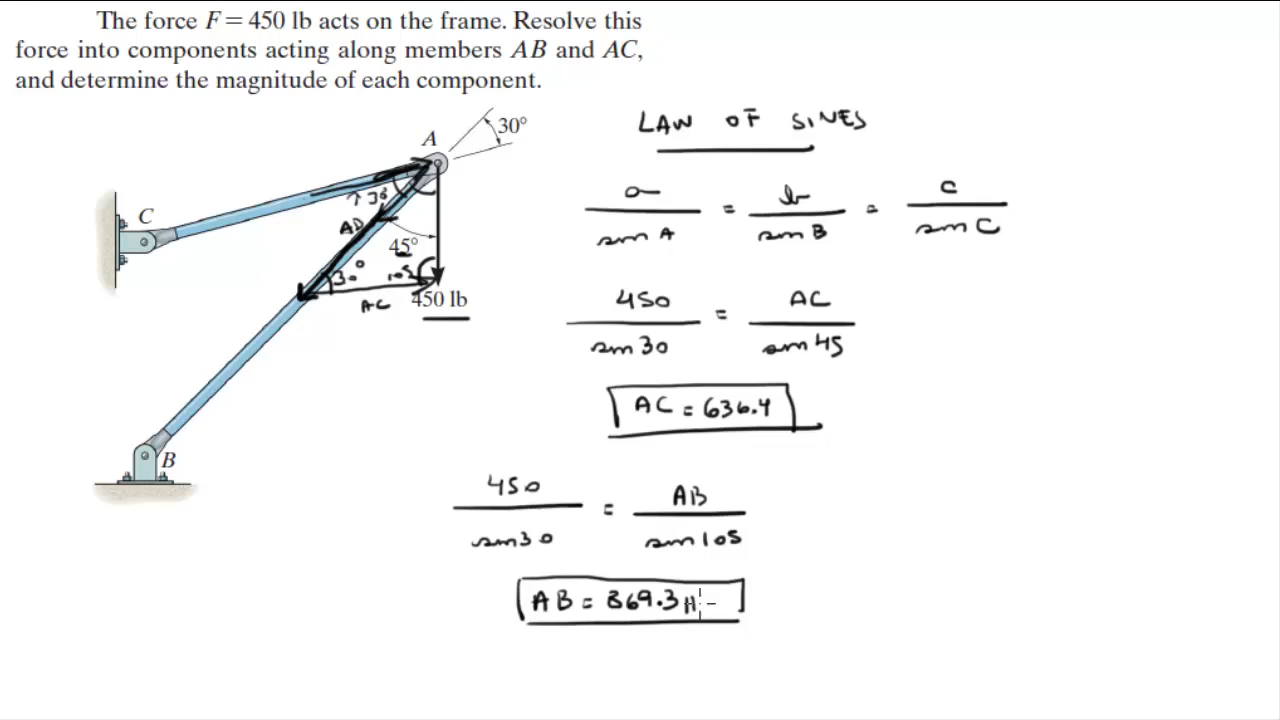 The force F = 450 lb acts on the frame. Resolve this
force into components acting along members AB and AC,
and determine the magnitude of each component.
30°
A
LAW OF SINES
a / sin A = b / sin B = c / sin C
C
30
AB
45°
30°
105
AC
450 lb
450 / sin 30 = AC / sin 45
AC = 636.4
B
450 / sin 30 = AB / sin 105
AB = 869.3